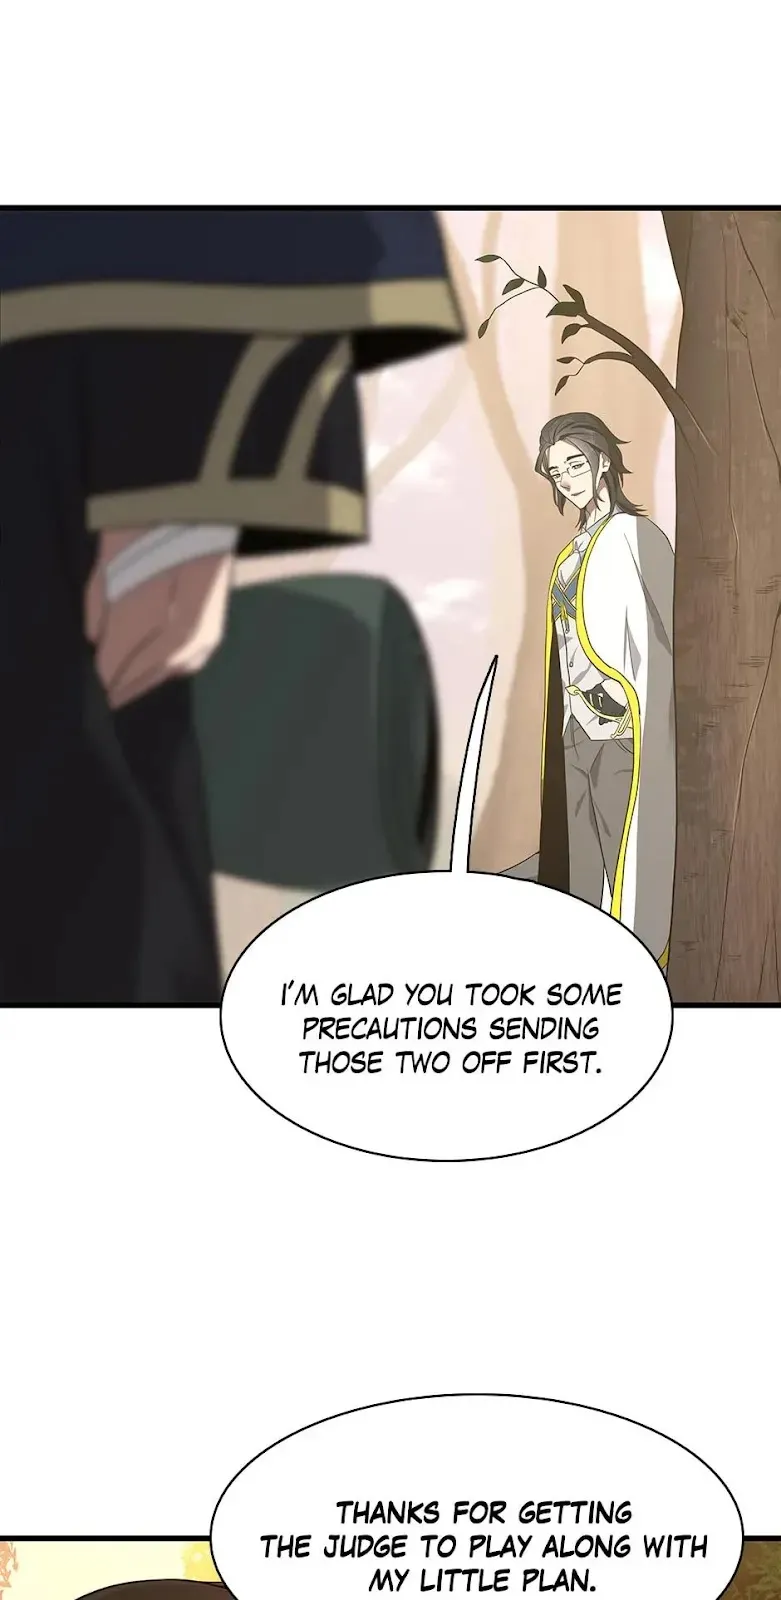 I'M GLAD YOU TOOK SOME
PRECAUTIONS SENDING
THOSE TWO OFF FIRST.
THANKS FOR GETTING
THE JUDGE TO PLAY ALONG WITH
MY LITTLE PLAN.